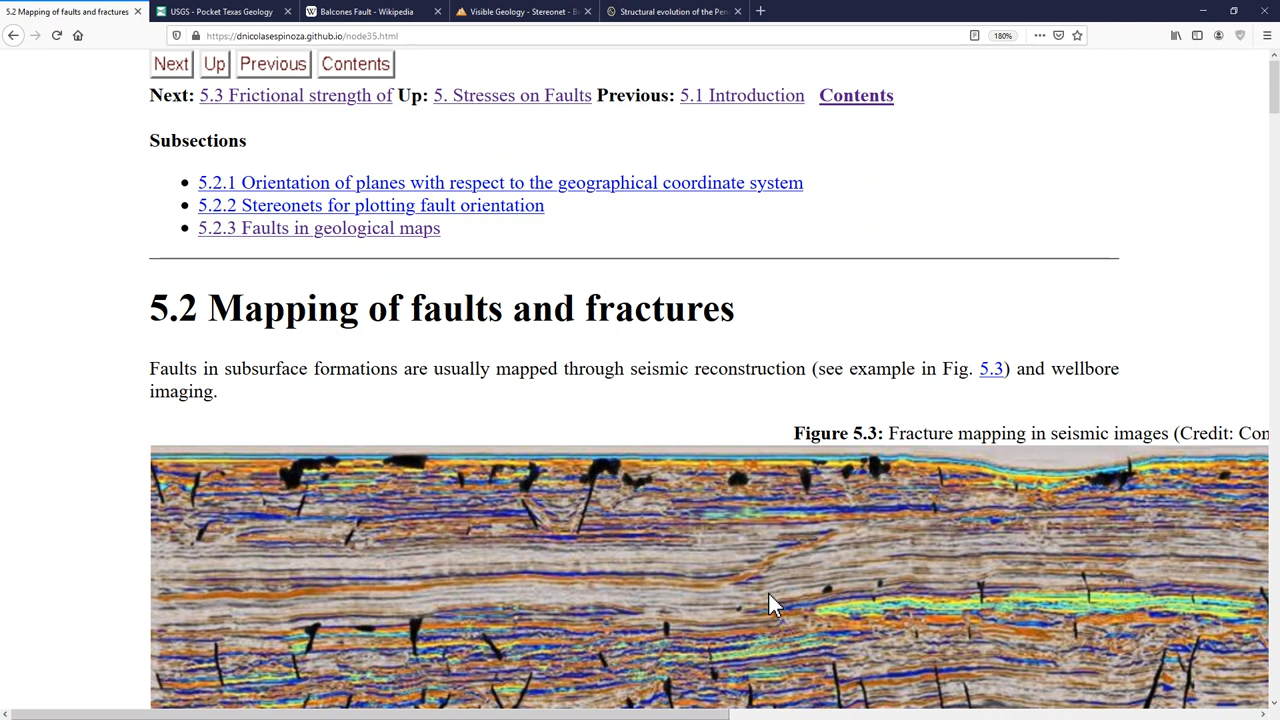 5.2 Mapping of faults and fractures
USGS - Pocket Texas Geology
Balcones Fault - Wikipedia
Visible Geology - Stereonet - B
Structural evolution of the Pen
https://dnicolasespinoza.github.io/node35.html
180%
Next Up Previous Contents
Next: 5.3 Frictional strength of Up: 5. Stresses on Faults Previous: 5.1 Introduction Contents
Subsections
5.2.1 Orientation of planes with respect to the geographical coordinate system
5.2.2 Stereonets for plotting fault orientation
5.2.3 Faults in geological maps
5.2 Mapping of faults and fractures
Faults in subsurface formations are usually mapped through seismic reconstruction (see example in Fig. 5.3) and wellbore
imaging.
Figure 5.3: Fracture mapping in seismic images (Credit: Con